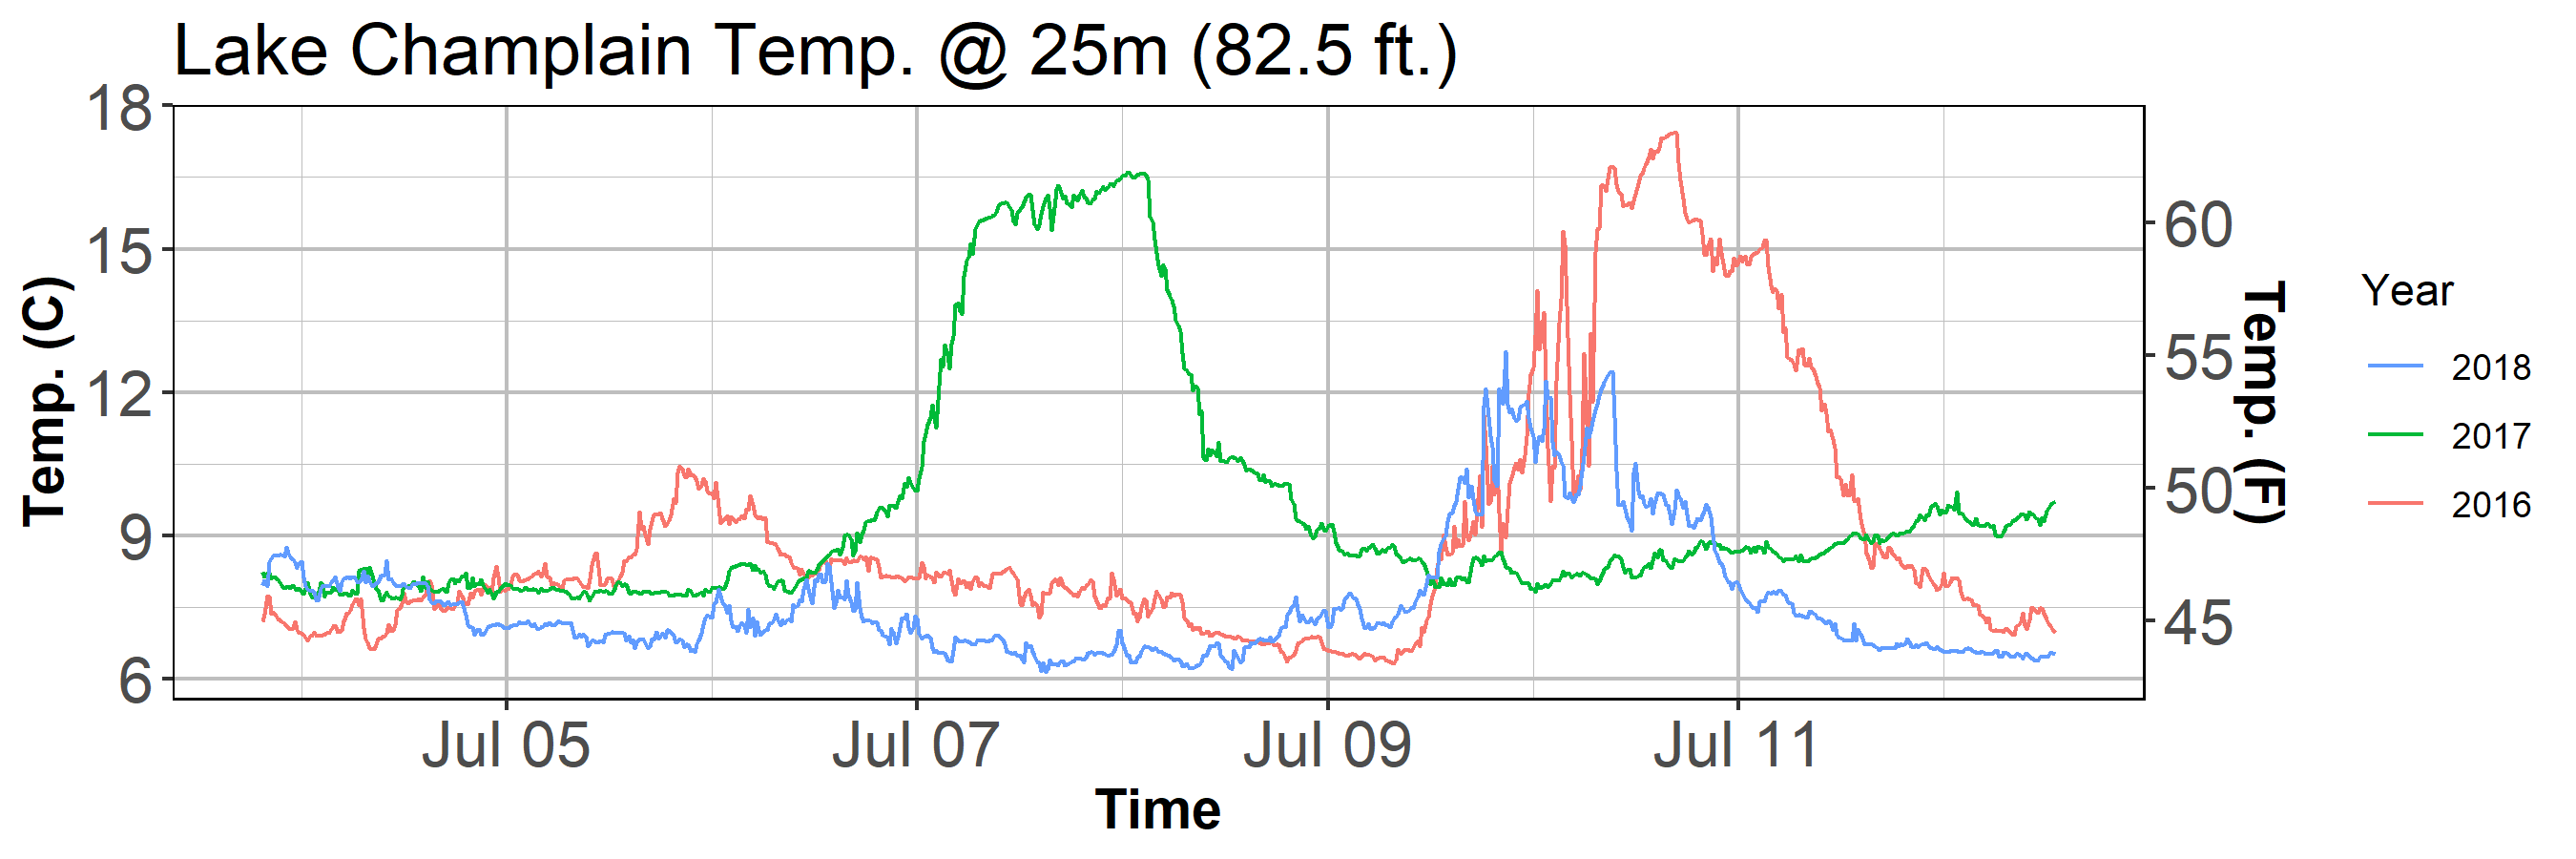 Lake Champlain Temp. @ 25m (82.5 ft.)
18
15
12
9
6
Temp. (C)
60
55
50
45
Temp. (F)
Jul 05
Jul 07
Jul 09
Jul 11
Time
Year
2018
2017
2016